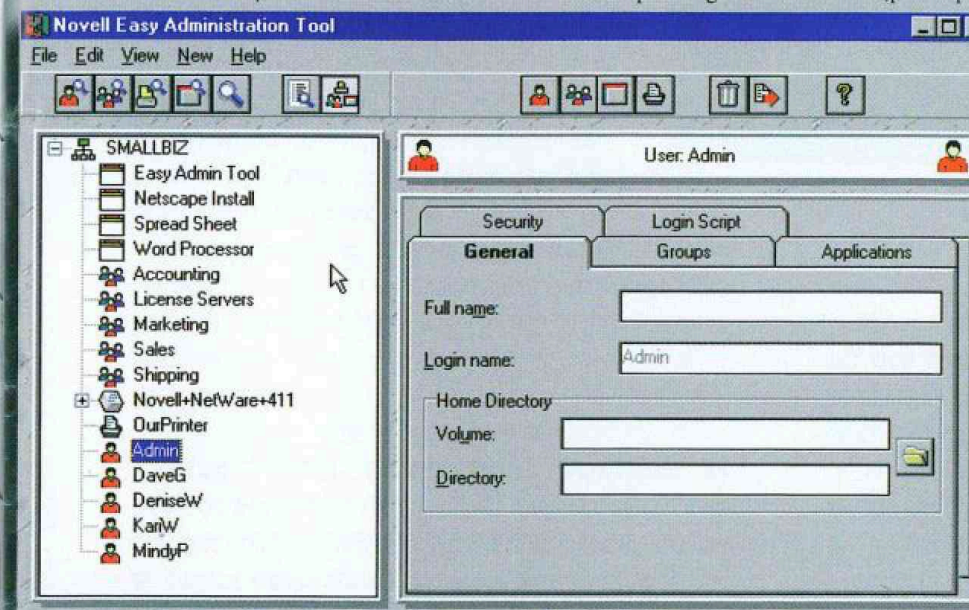 Novell Easy Administration Tool
File Edit View New Help
SMALLBIZ
Easy Admin Tool
Netscape Install
Spread Sheet
Word Processor
Accounting
License Servers
Marketing
Sales
Shipping
Novell+NetWare+411
OurPrinter
Admin
DaveG
DeniseW
KariW
MindyP
User: Admin
Security Login Script
General Groups Applications
Full name:
Login name: Admin
Home Directory
Volume:
Directory: